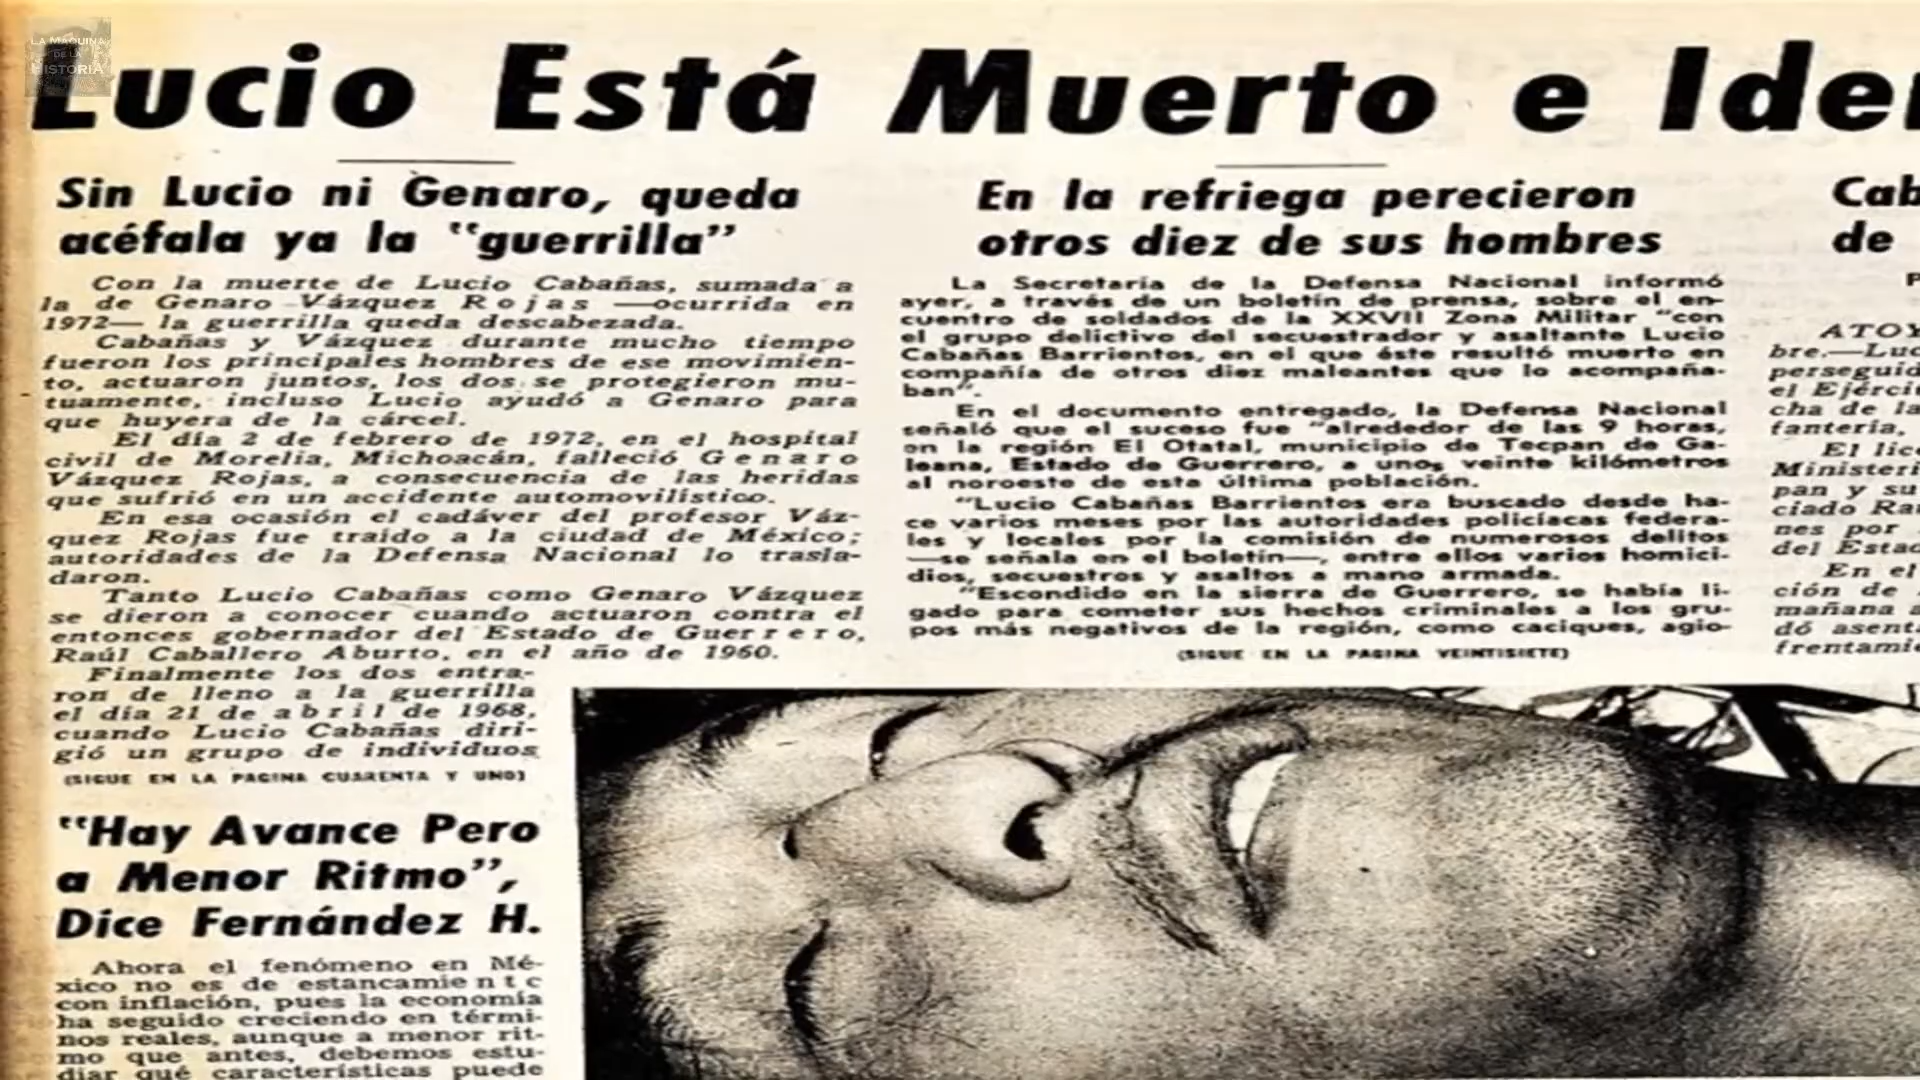 LA MAQUINA
DE LA
HISTORIA
Lucio Está Muerto e Iden
Sin Lucio ni Genaro, queda
acéfala ya la "guerrilla"
Con la muerte de Lucio Cabañas, sumada a
la de Genaro Vázquez Rojas —ocurrida en
1972— la guerrilla queda descabezada.
Cabañas y Vázquez durante mucho tiempo
fueron los principales hombres de ese movimien-
to, actuaron juntos, los dos se protegieron mu-
tuamente, incluso Lucio ayudó a Genaro para
que huyera de la cárcel.
El día 2 de febrero de 1972, en el hospital
civil de Morelia, Michoacán, falleció Genaro
Vázquez Rojas, a consecuencia de las heridas
que sufrió en un accidente automovilístico.
En esa ocasión el cadáver del profesor Váz-
quez Rojas fue traído a la ciudad de México;
autoridades de la Defensa Nacional lo trasla-
daron.
Tanto Lucio Cabañas como Genaro Vázquez
se dieron a conocer cuando actuaron contra el
entonces gobernador del Estado de Guerrero,
Raúl Caballero Aburto, en el año de 1960.
Finalmente los dos entra-
ron de lleno a la guerrilla
el día 21 de abril de 1968,
cuando Lucio Cabañas diri-
gió un grupo de individuos
(SIGUE EN LA PAGINA CUARENTA Y UNO)
"Hay Avance Pero
a Menor Ritmo",
Dice Fernández H.
Ahora el fenómeno en Mé-
xico no es de estancamientc
con inflación, pues la economía
ha seguido creciendo en térmi-
nos reales, aunque a menor rit-
mo que antes, debemos estu-
diar qué características puede
En la refriega perecieron
otros diez de sus hombres
La Secretaría de la Defensa Nacional informó
ayer, a través de un boletín de prensa, sobre el en-
cuentro de soldados de la XXVII Zona Militar "con
el grupo delictivo del secuestrador y asaltante Lucio
Cabañas Barrientos, en el que éste resultó muerto en
compañía de otros diez maleantes que lo acompaña-
ban".
En el documento entregado, la Defensa Nacional
señaló que el suceso fue "alrededor de las 9 horas,
en la región El Otatal, municipio de Tecpan de Ga-
leana, Estado de Guerrero, a unos veinte kilómetros
al noroeste de esta última población.
"Lucio Cabañas Barrientos era buscado desde ha-
ce varios meses por las autoridades policíacas federa-
les y locales por la comisión de numerosos delitos
—se señala en el boletín—, entre ellos varios homici-
dios, secuestros y asaltos a mano armada.
"Escondido en la sierra de Guerrero, se había li-
gado para cometer sus hechos criminales a los gru-
pos más negativos de la región, como caciques, agio-
(SIGUE EN LA PAGINA VEINTISIETE)
Cab
de
P
ATOY
bre.—Luc
perseguid
el Ejércit
cha de la
fantería,
El lic
Ministeri
pan y su
ciado Ra
nes por
del Estad
En el
ción de
mañana a
dó asent
frentamie